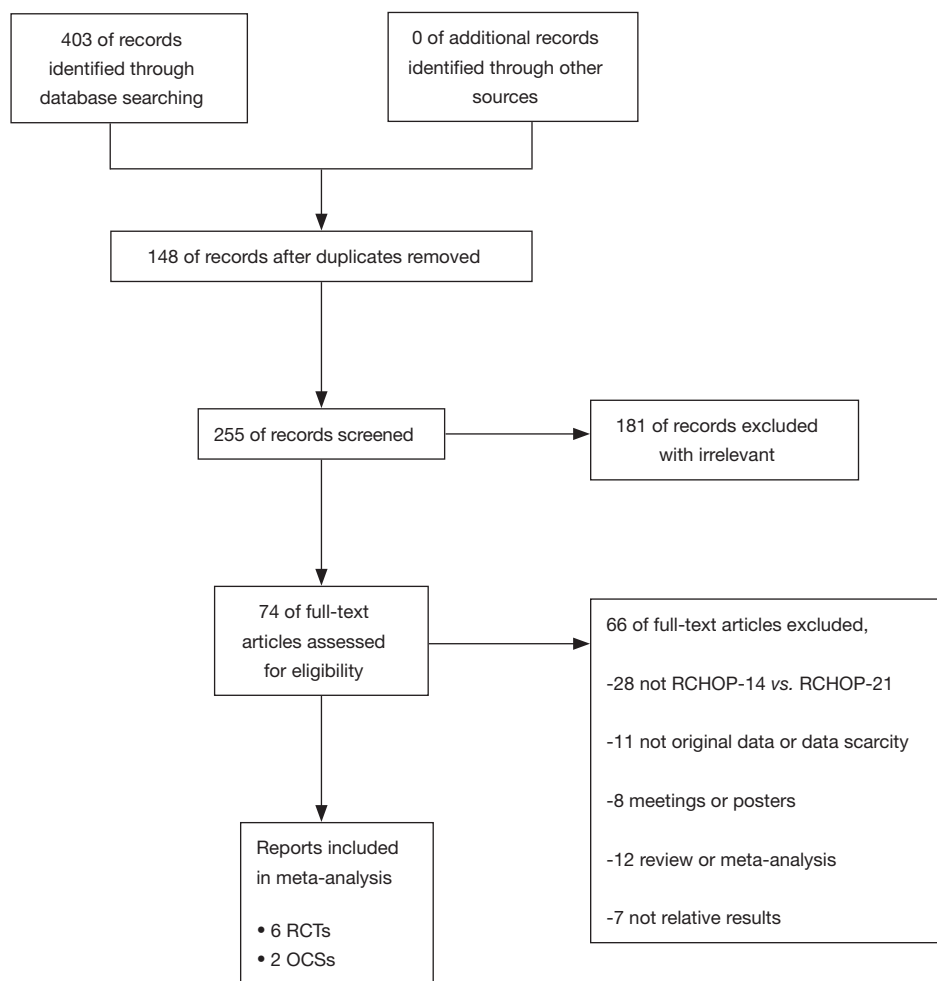 403 of records
identified through
database searching
0 of additional records
identified through other
sources
148 of records after duplicates removed
255 of records screened
181 of records excluded
with irrelevant
74 of full-text
articles assessed
for eligibility
66 of full-text articles excluded,
-28 not RCHOP-14 vs. RCHOP-21
-11 not original data or data scarcity
-8 meetings or posters
-12 review or meta-analysis
-7 not relative results
Reports included
in meta-analysis
• 6 RCTs
• 2 OCSs